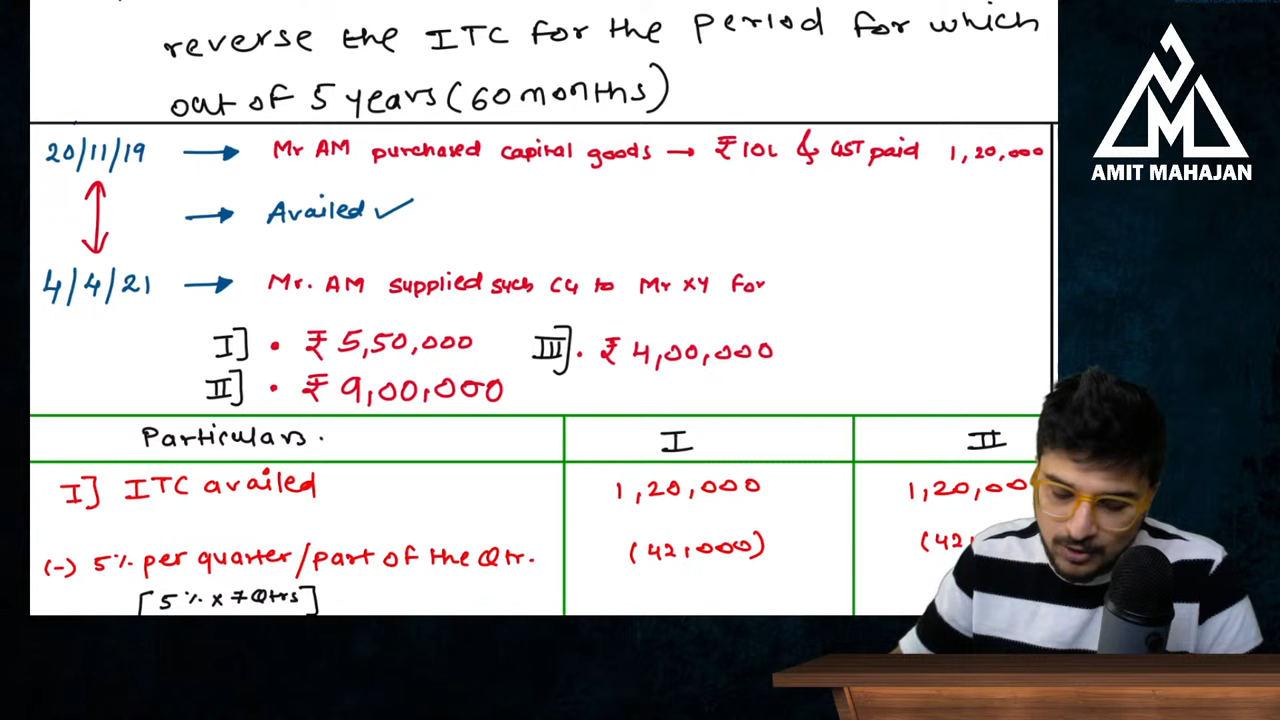 reverse the ITC for the period for which
out of 5 years (60 months)
20/11/19 → Mr AM purchased capital goods → ₹10L & GST paid 1,20,000
→ Availed ✓
4/4/21 → Mr. AM supplied such CG to Mr XY for
I] • ₹ 5,50,000 III] • ₹ 4,00,000
II] • ₹ 9,00,000
Particulars. I II
I] ITC availed 1,20,000 1,20,00
(-) 5% per quarter/part of the Qtr. (42,000) (42,
[5% x 7 Qtrs]
AMIT MAHAJAN